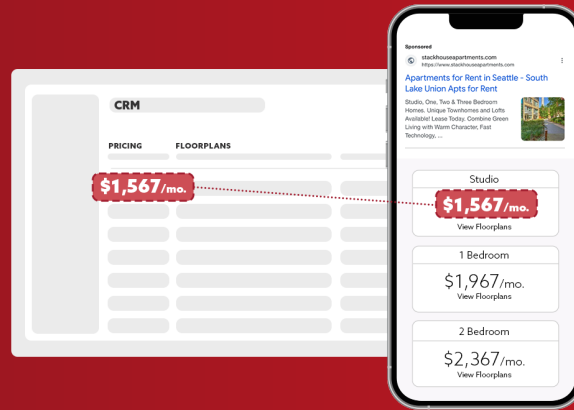 CRM
PRICING FLOORPLANS
$1,567/mo.
Sponsored
stackhouseapartments.com
https://www.stackhouseapartments.com
Apartments for Rent in Seattle - South
Lake Union Apts for Rent
Studio, One, Two & Three Bedroom
Homes. Unique Townhomes and Lofts
Available! Lease Today. Combine Green
Living with Warm Character, Fast
Technology, ...
Studio
$1,567/mo.
View Floorplans
1 Bedroom
$1,967/mo.
View Floorplans
2 Bedroom
$2,367/mo.
View Floorplans